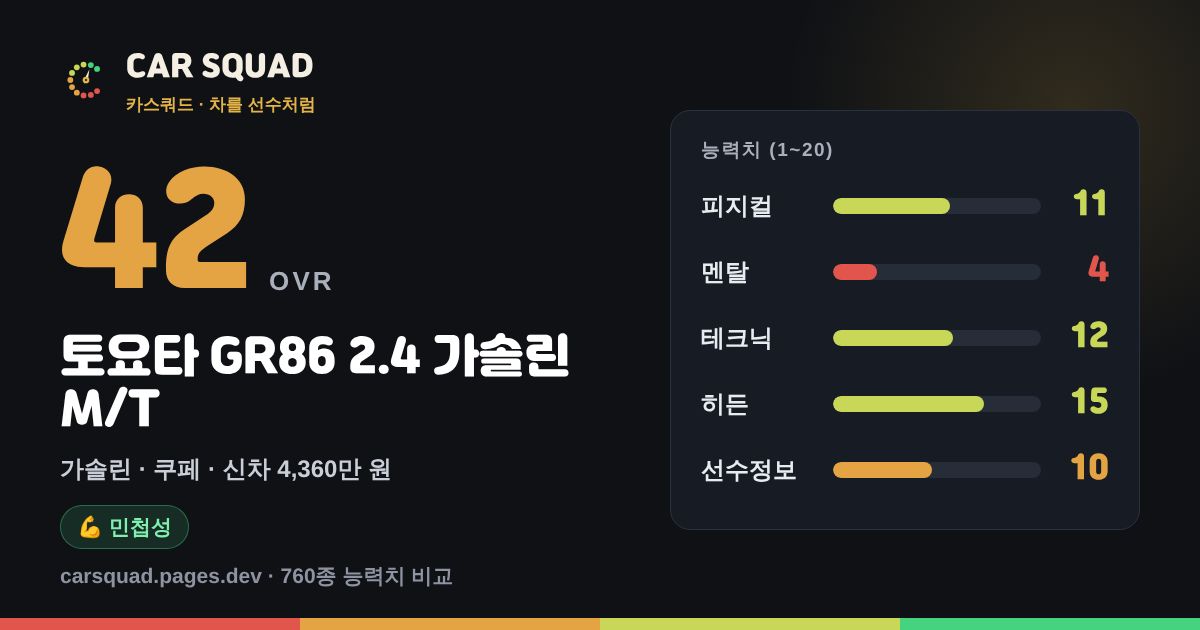 CAR SQUAD
카스쿼드 · 차를 선수처럼
42 OVR
토요타 GR86 2.4 가솔린
M/T
가솔린 · 쿠페 · 신차 4,360만 원
💪 민첩성
carsquad.pages.dev · 760종 능력치 비교
능력치 (1~20)
피지컬 11
멘탈 4
테크닉 12
히든 15
선수정보 10